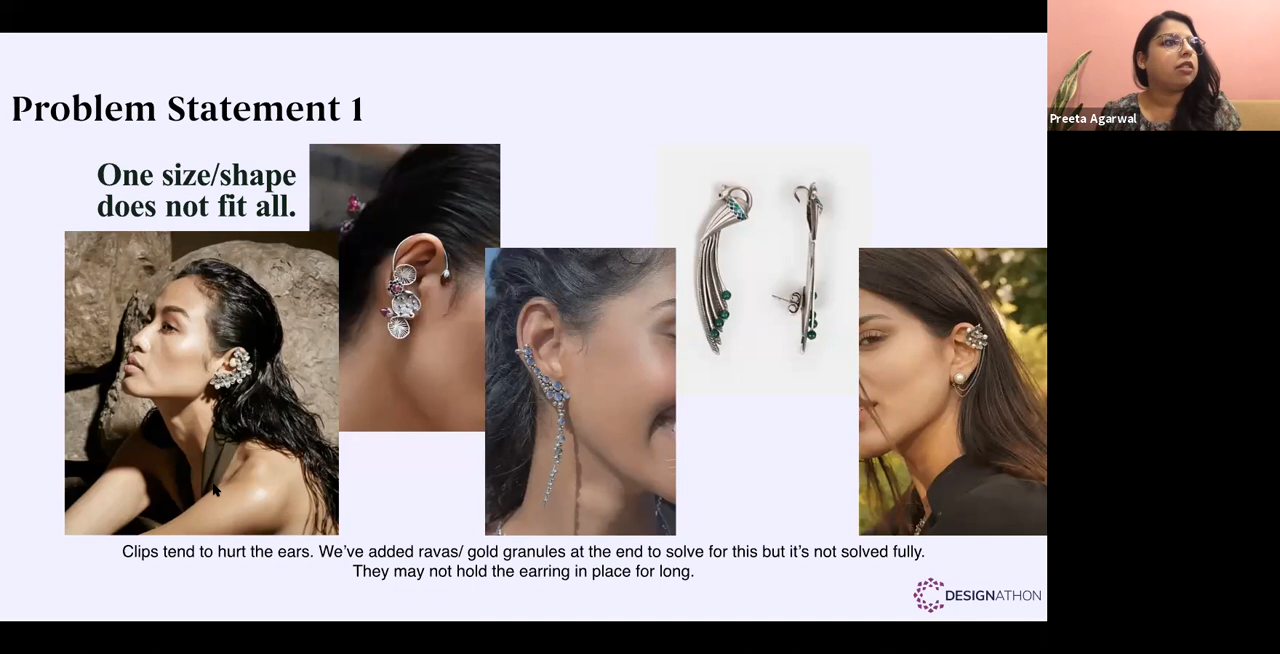 Problem Statement 1
One size/shape
does not fit all.
Clips tend to hurt the ears. We've added ravas/ gold granules at the end to solve for this but it's not solved fully.
They may not hold the earring in place for long.
DESIGNATHON
Preeta Agarwal